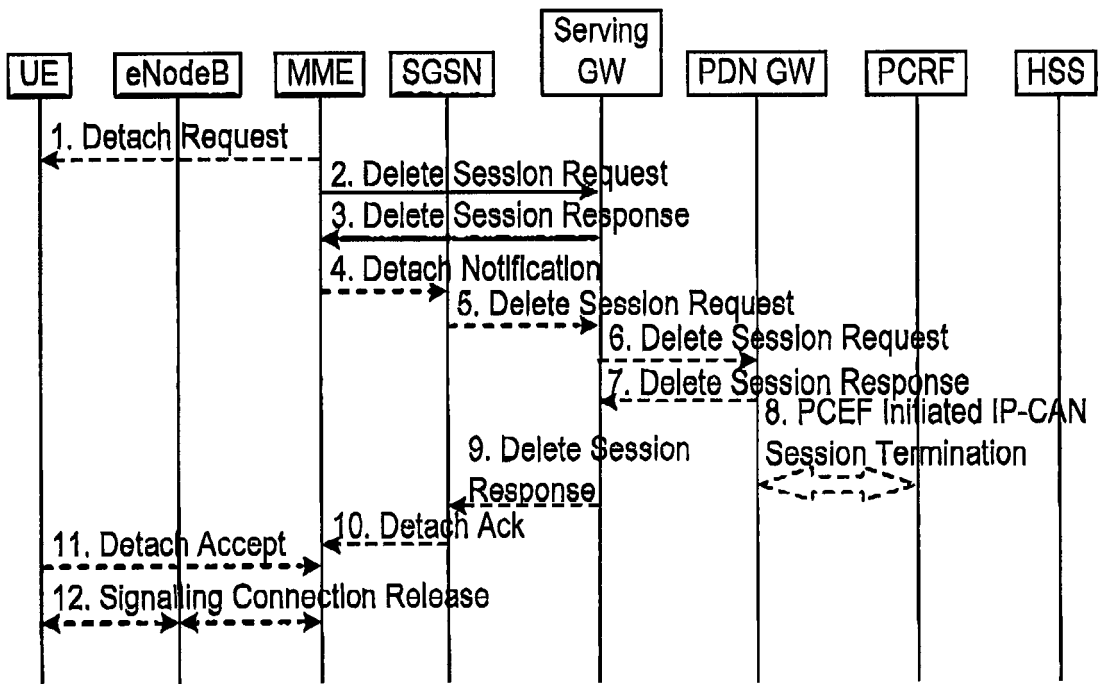 Serving
GW
UE
eNodeB
MME
SGSN
PDN GW
PCRF
HSS
1. Detach Request
2. Delete Session Request
3. Delete Session Response
4. Detach Notification
5. Delete Session Request
6. Delete Session Request
7. Delete Session Response
8. PCEF Initiated IP-CAN
Session Termination
9. Delete Session
Response
10. Detach Ack
11. Detach Accept
12. Signalling Connection Release